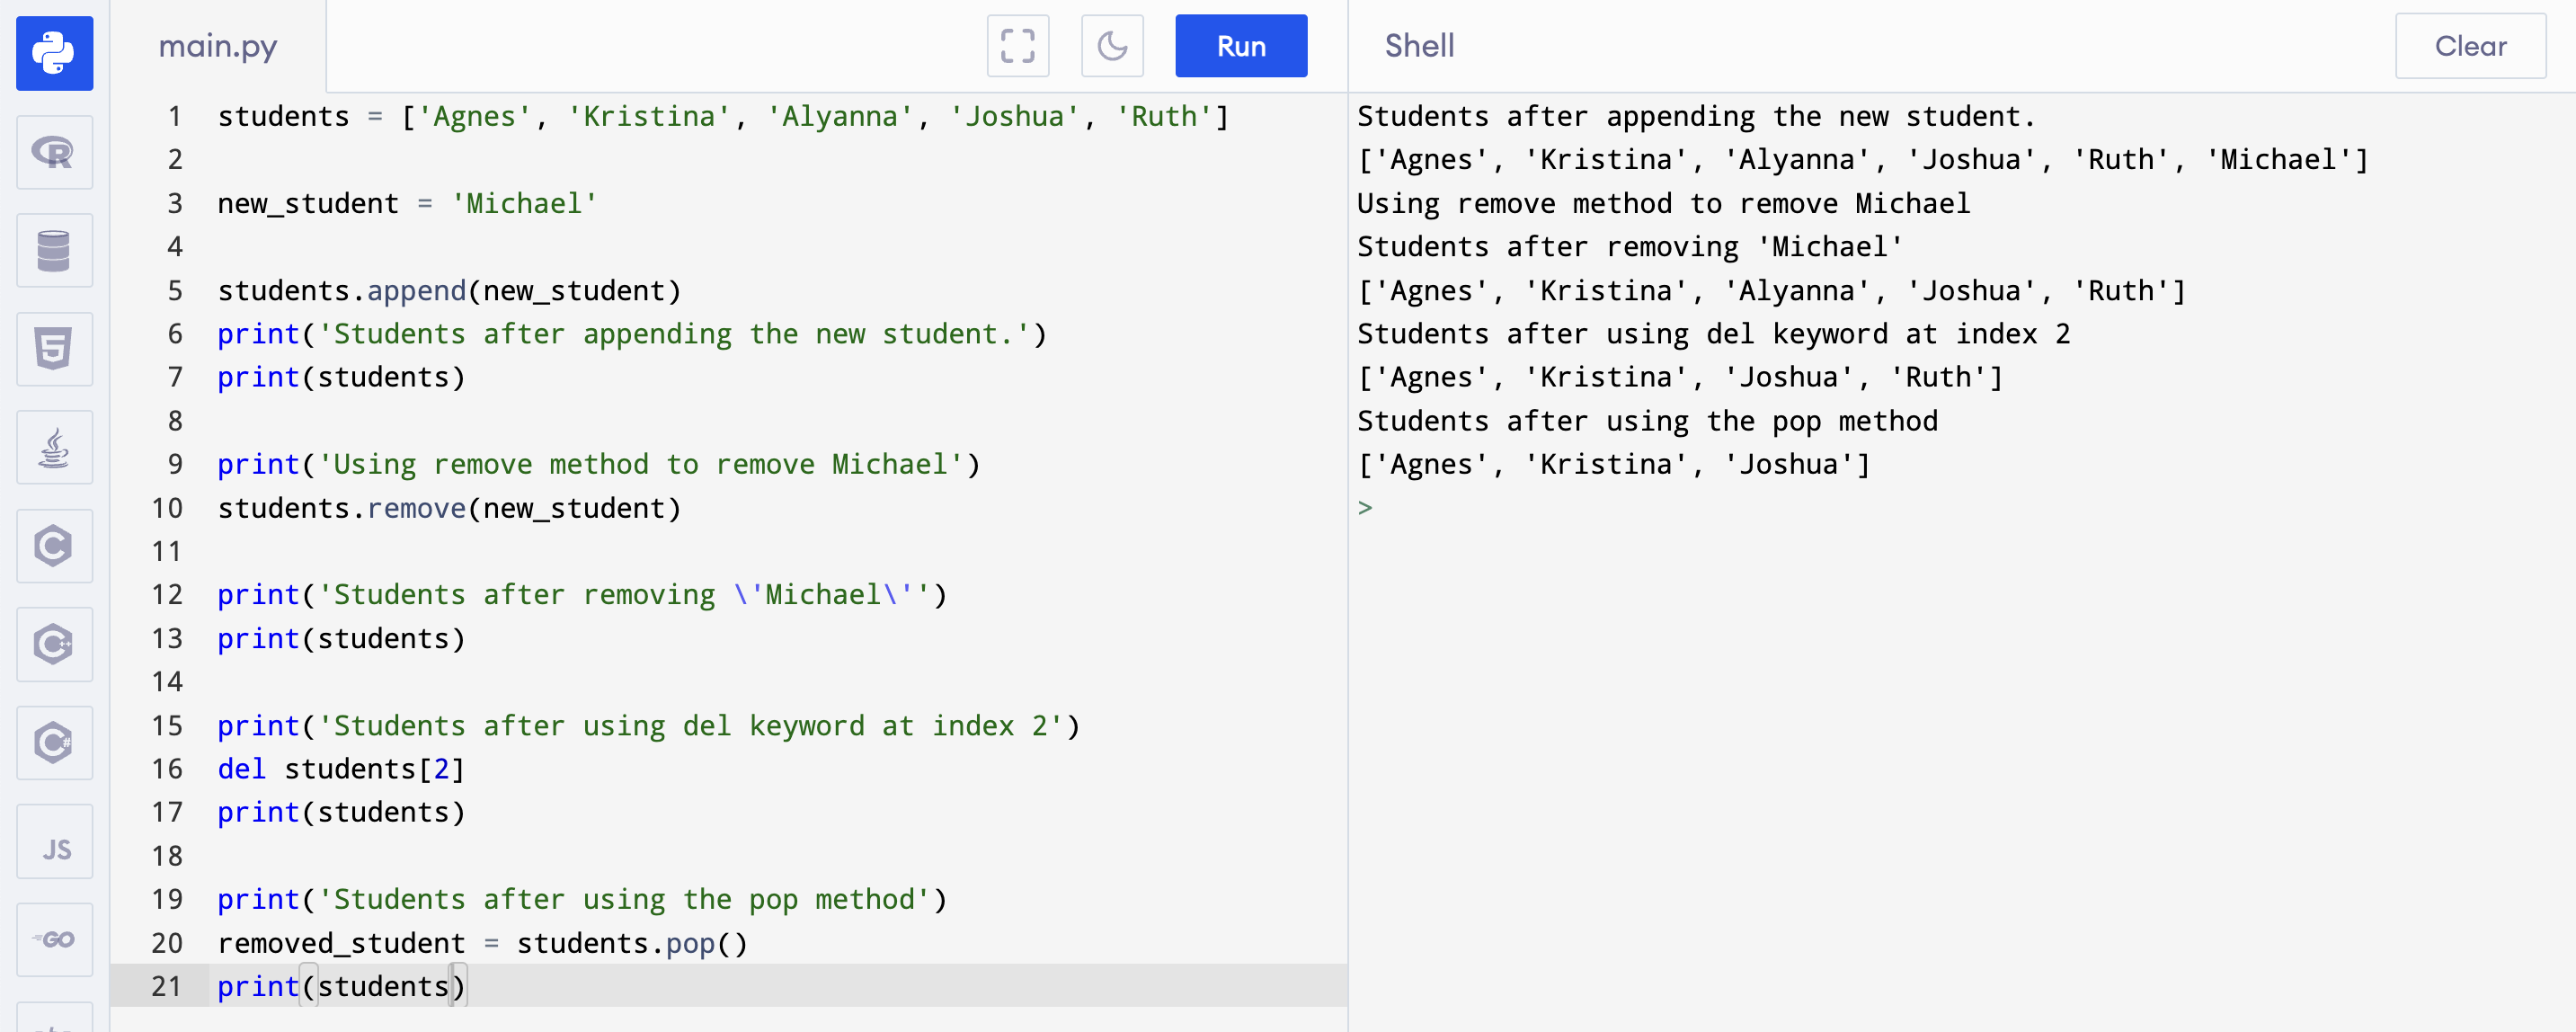 main.py
Run
Shell
Clear
1 students = ['Agnes', 'Kristina', 'Alyanna', 'Joshua', 'Ruth']
2
3 new_student = 'Michael'
4
5 students.append(new_student)
6 print('Students after appending the new student.')
7 print(students)
8
9 print('Using remove method to remove Michael')
10 students.remove(new_student)
11
12 print('Students after removing \'Michael\'')
13 print(students)
14
15 print('Students after using del keyword at index 2')
16 del students[2]
17 print(students)
18
19 print('Students after using the pop method')
20 removed_student = students.pop()
21 print(students)
Students after appending the new student.
['Agnes', 'Kristina', 'Alyanna', 'Joshua', 'Ruth', 'Michael']
Using remove method to remove Michael
Students after removing 'Michael'
['Agnes', 'Kristina', 'Alyanna', 'Joshua', 'Ruth']
Students after using del keyword at index 2
['Agnes', 'Kristina', 'Joshua', 'Ruth']
Students after using the pop method
['Agnes', 'Kristina', 'Joshua']
>
R
5
C
C++
C#
JS
GO